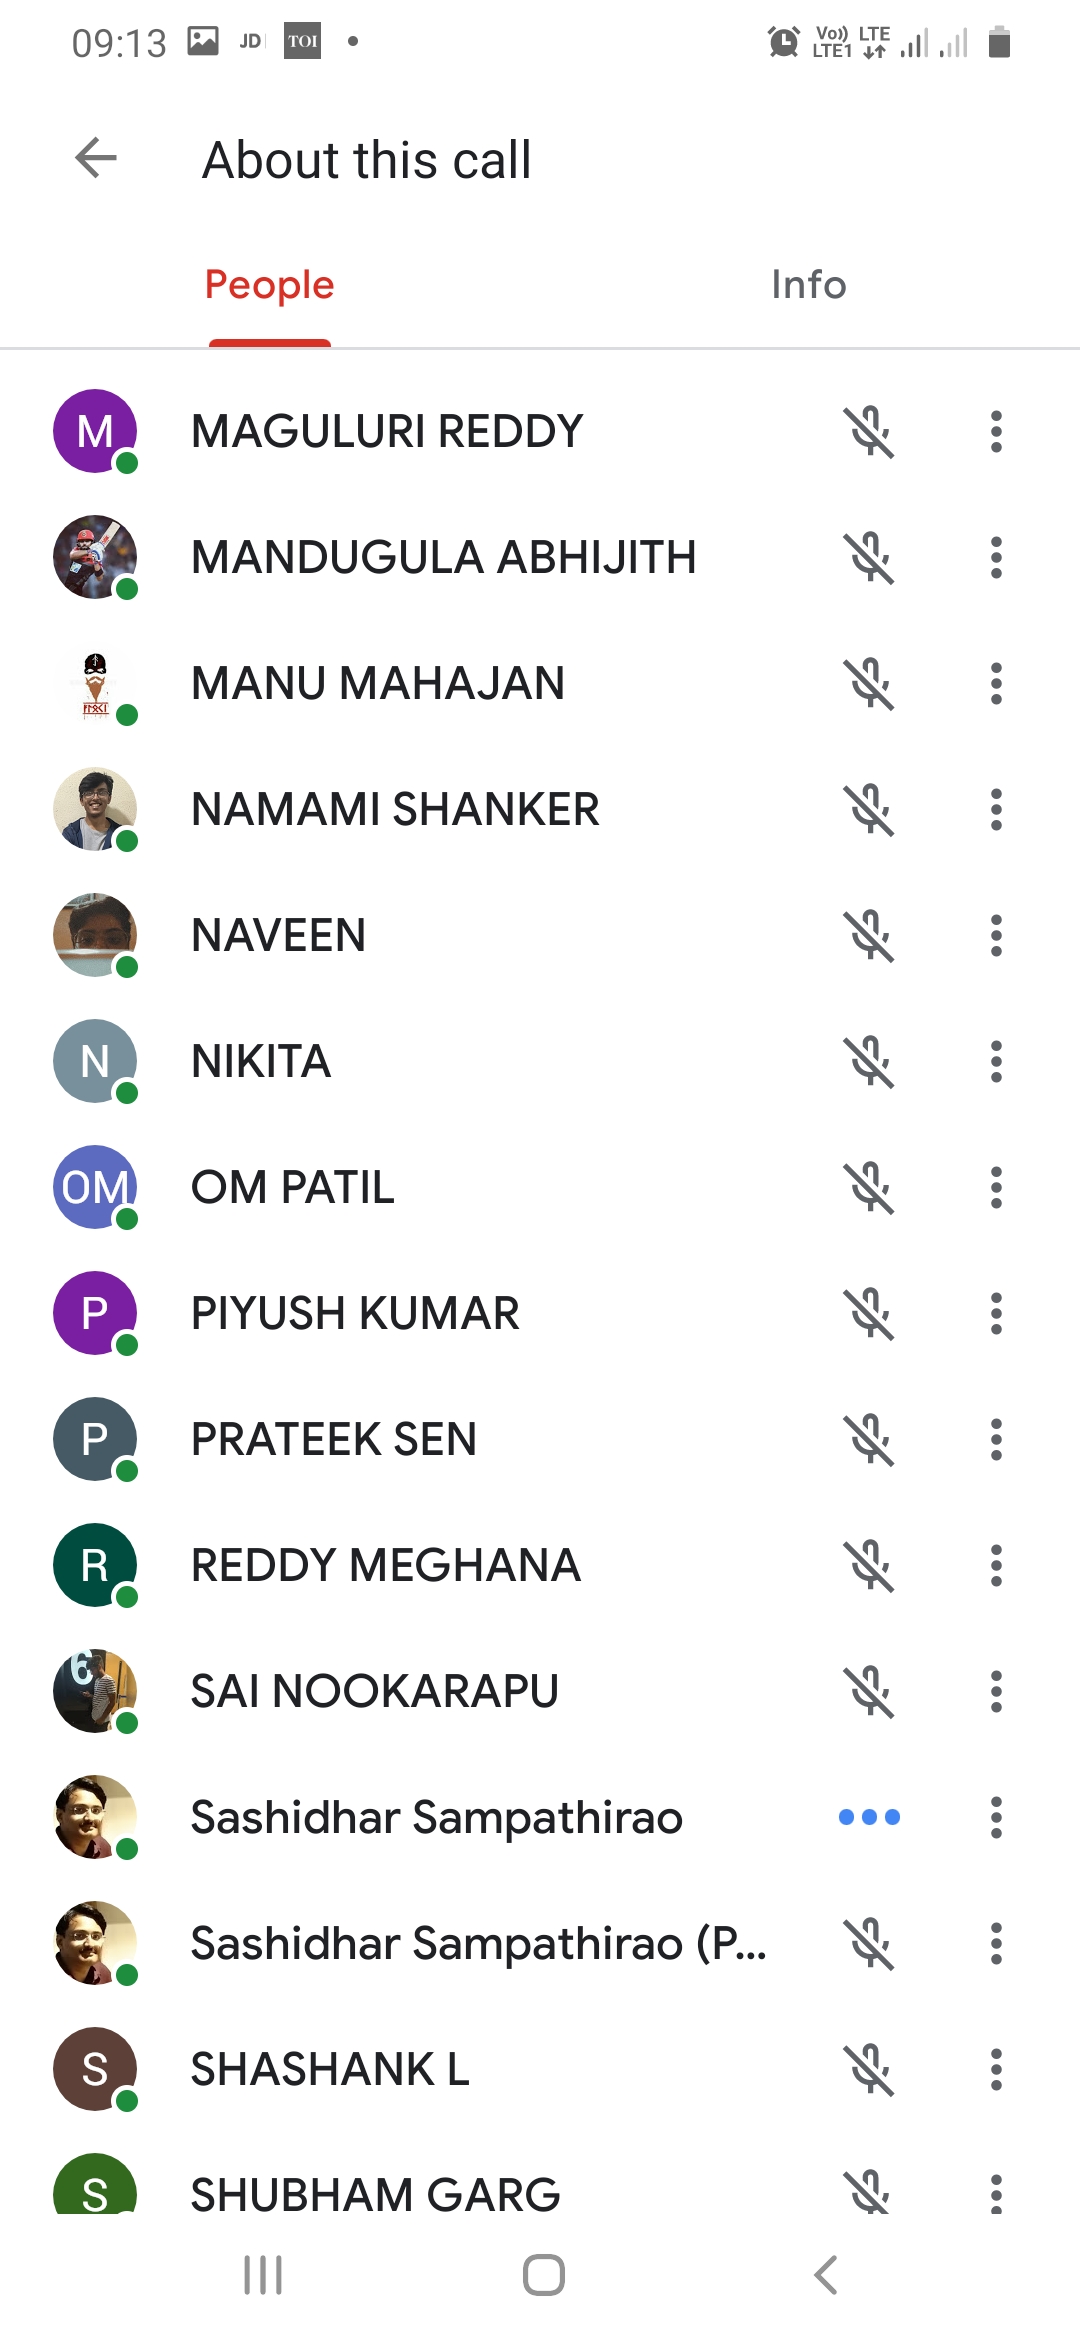 09:13 JD TOI Vo)) LTE
LTE1
About this call
People Info
M MAGULURI REDDY
MANDUGULA ABHIJITH
MANU MAHAJAN
NAMAMI SHANKER
NAVEEN
N NIKITA
OM OM PATIL
P PIYUSH KUMAR
P PRATEEK SEN
R REDDY MEGHANA
6 SAI NOOKARAPU
Sashidhar Sampathirao
Sashidhar Sampathirao (P...
S SHASHANK L
S SHUBHAM GARG